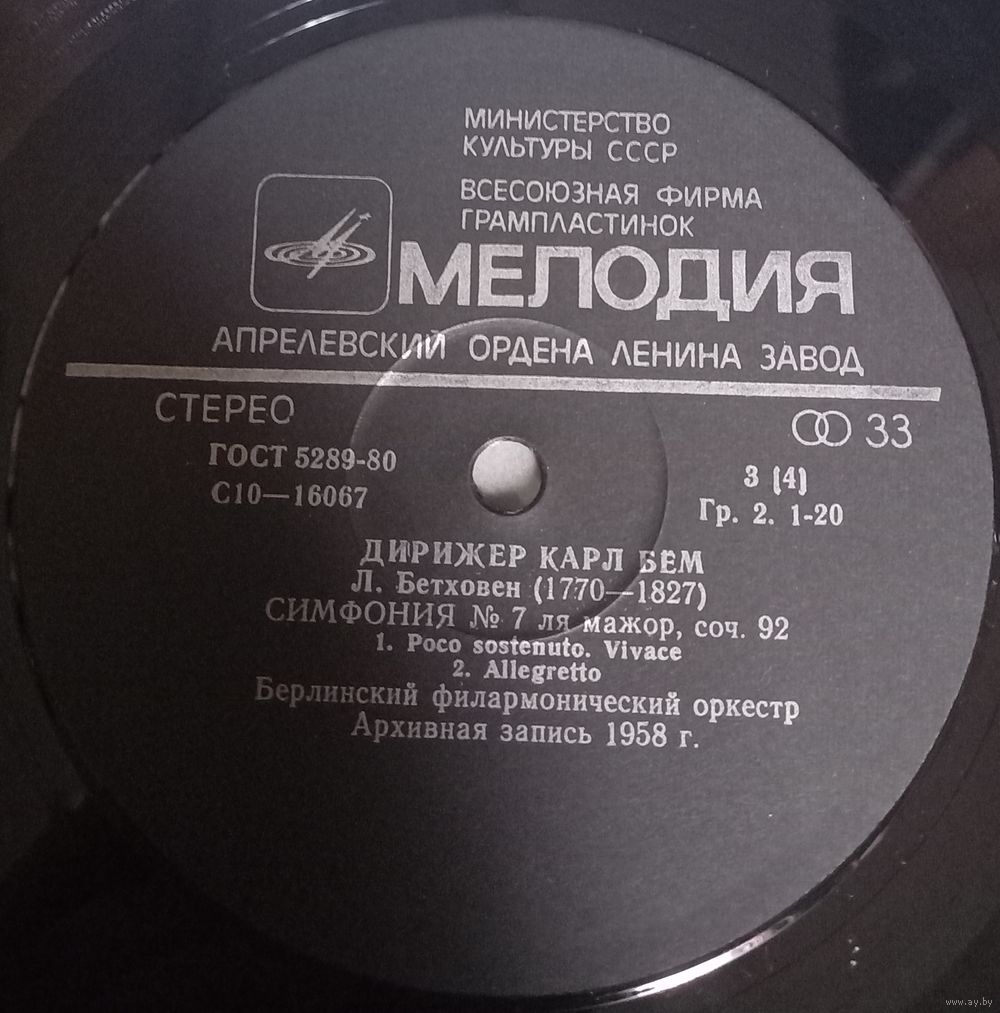 МИНИСТЕРСТВО
КУЛЬТУРЫ СССР
ВСЕСОЮЗНАЯ ФИРМА
ГРАМПЛАСТИНОК
МЕЛОДИЯ
АПРЕЛЕВСКИЙ ОРДЕНА ЛЕНИНА ЗАВОД
СТЕРЕО
33
ГОСТ 5289-80
С10—16067
3 (4)
Гр. 2. 1-20
ДИРИЖЕР КАРЛ БЁМ
Л. Бетховен (1770—1827)
СИМФОНИЯ № 7 ля мажор, соч. 92
1. Poco sostenuto. Vivace
2. Allegretto
Берлинский филармонический оркестр
Архивная запись 1958 г.
www.ay.by